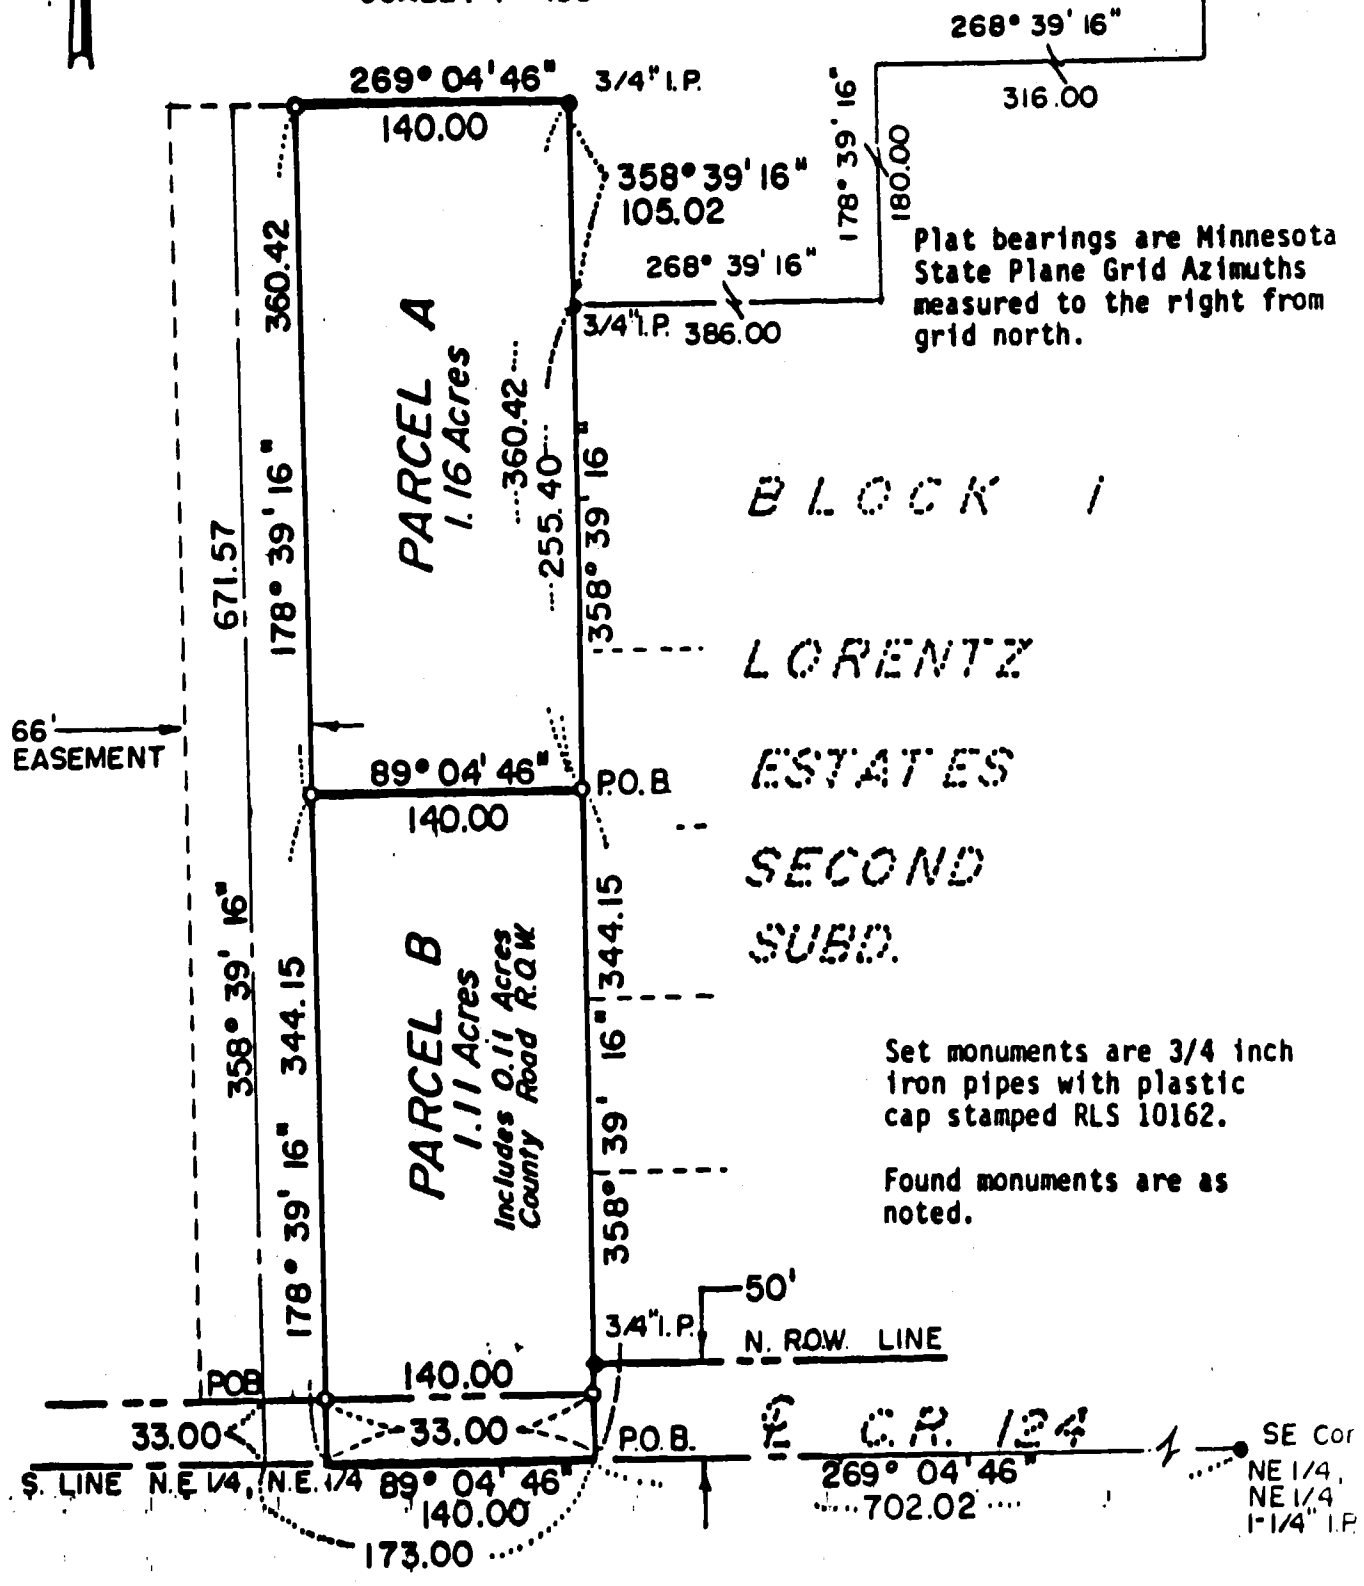 268° 39' 16"
316.00
269° 04' 46"
140.00
3/4" I.P.
358° 39' 16"
105.02
178° 39' 16"
180.00
268° 39' 16"
386.00
3/4" I.P.
Plat bearings are Minnesota
State Plane Grid Azimuths
measured to the right from
grid north.
360.42
178° 39' 16"
671.57
358° 39' 16"
PARCEL A
1.16 Acres
360.42
255.40
358° 39' 16"
BLOCK 1
LORENTZ
ESTATES
SECOND
SUBD.
66'
EASEMENT
89° 04' 46"
140.00
P.O.B.
344.15
178° 39' 16"
PARCEL B
1.11 Acres
Includes 0.11 Acres
County Road R.O.W.
344.15
358° 39' 16"
Set monuments are 3/4 inch
iron pipes with plastic
cap stamped RLS 10162.
Found monuments are as
noted.
50'
3/4" I.P.
N. R.O.W. LINE
POB
140.00
33.00
33.00
P.O.B.
C.R. 124
SE Cor
NE 1/4,
NE 1/4
1-1/4" I.P.
S. LINE N.E 1/4, N.E. 1/4
89° 04' 46"
140.00
173.00
269° 04' 46"
702.02